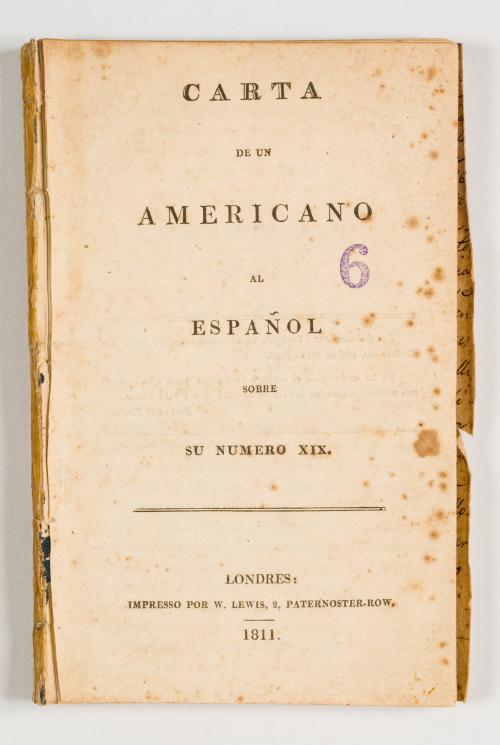 CARTA
DE UN
AMERICANO
AL
6
ESPAÑOL
SOBRE
SU NUMERO XIX.
LONDRES:
IMPRESSO POR W. LEWIS, 2, PATERNOSTER-ROW.
1811.